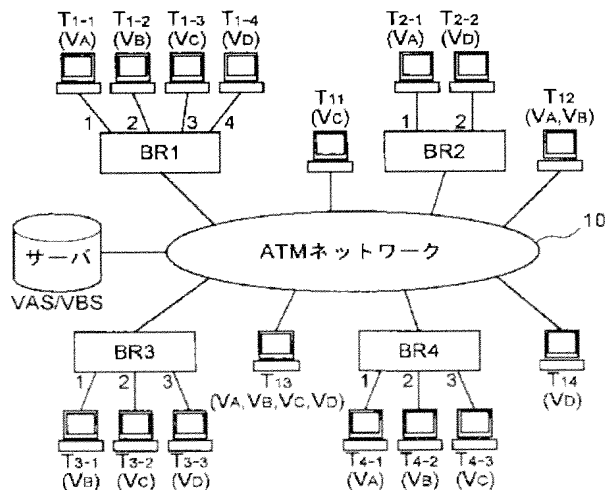 T1-1 T1-2 T1-3 T1-4
(VA) (VB) (VC) (VD)
T2-1 T2-2
(VA) (VD)
T11
(VC)
T12
(VA,VB)
1 2 3 4
BR1
1 2
BR2
10
サーバ
VAS/VBS
ATMネットワーク
BR3
1 2 3
T13
(VA,VB,VC,VD)
BR4
1 2 3
T14
(VD)
T3-1 T3-2 T3-3
(VB) (VC) (VD)
T4-1 T4-2 T4-3
(VA) (VB) (VC)